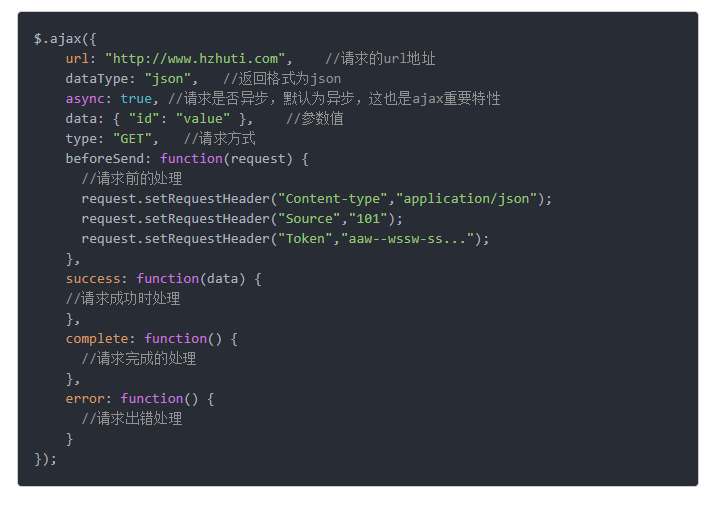 $.ajax({
    url: "http://www.hzhuti.com",    //请求的url地址
    dataType: "json",   //返回格式为json
    async: true, //请求是否异步，默认为异步，这也是ajax重要特性
    data: { "id": "value" },    //参数值
    type: "GET",   //请求方式
    beforeSend: function(request) {
      //请求前的处理
      request.setRequestHeader("Content-type","application/json");
      request.setRequestHeader("Source","101");
      request.setRequestHeader("Token","aaw--wssw-ss...");
    },
    success: function(data) {
    //请求成功时处理
    },
    complete: function() {
      //请求完成的处理
    },
    error: function() {
      //请求出错处理
    }
});